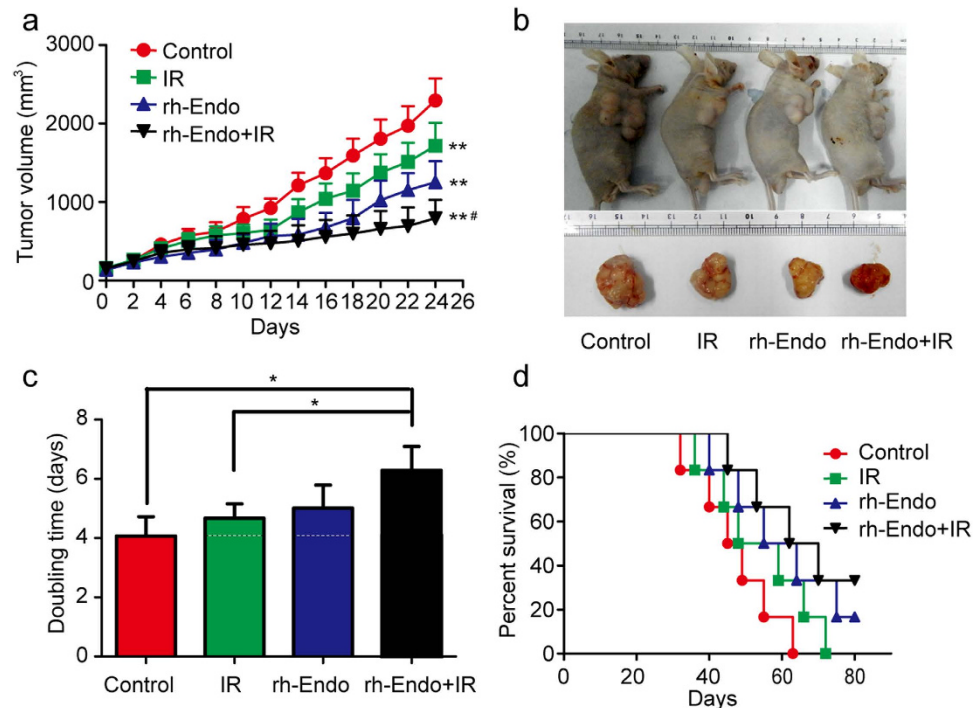 a
Tumor volume (mm³)
3000
2000
1000
0
Control
IR
rh-Endo
rh-Endo+IR
**
**
**#
0 2 4 6 8 10 12 14 16 18 20 22 24 26
Days
b
Control IR rh-Endo rh-Endo+IR
c
Doubling time (days)
8
6
4
2
0
*
*
Control IR rh-Endo rh-Endo+IR
d
Percent survival (%)
100
80
60
40
20
0
Control
IR
rh-Endo
rh-Endo+IR
0 20 40 60 80
Days